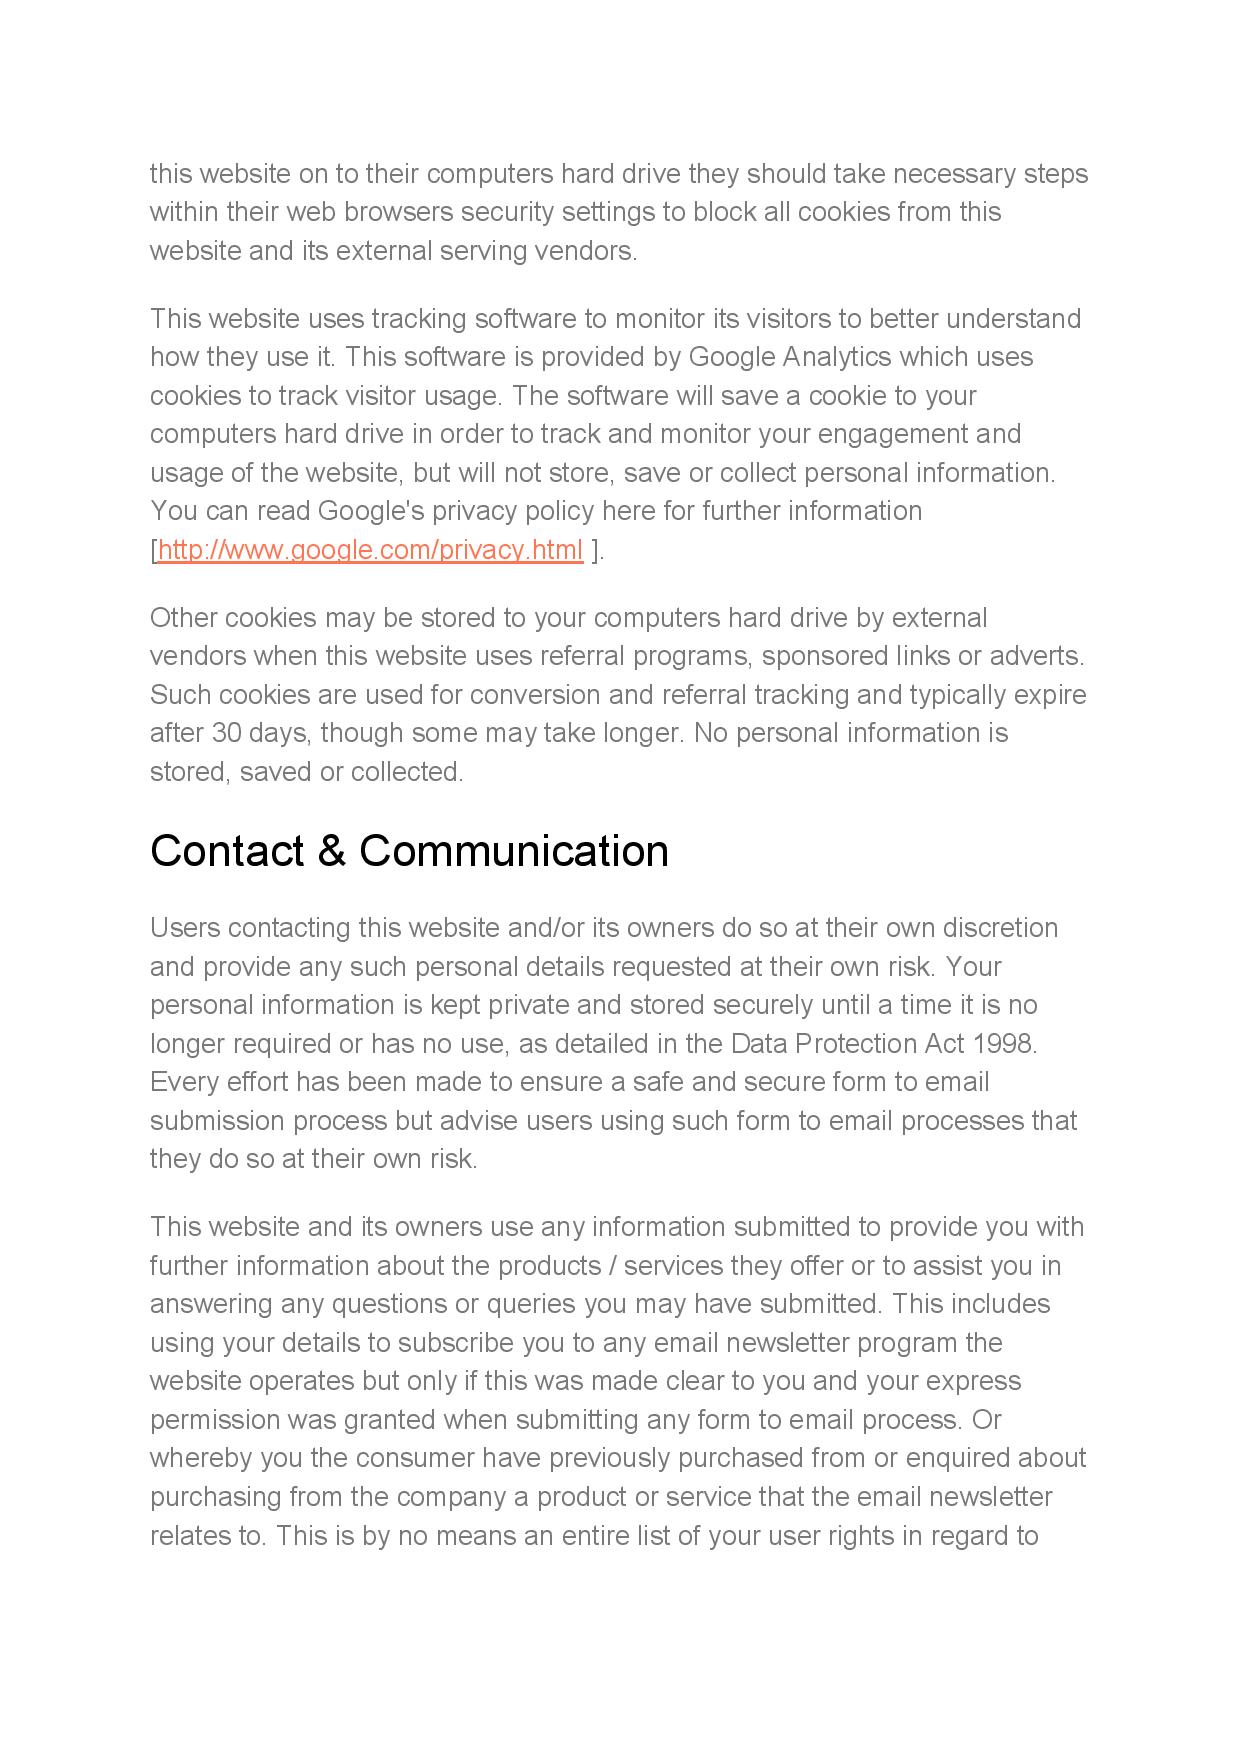 this website on to their computers hard drive they should take necessary steps
within their web browsers security settings to block all cookies from this
website and its external serving vendors.
This website uses tracking software to monitor its visitors to better understand
how they use it. This software is provided by Google Analytics which uses
cookies to track visitor usage. The software will save a cookie to your
computers hard drive in order to track and monitor your engagement and
usage of the website, but will not store, save or collect personal information.
You can read Google's privacy policy here for further information
[http://www.google.com/privacy.html ].
Other cookies may be stored to your computers hard drive by external
vendors when this website uses referral programs, sponsored links or adverts.
Such cookies are used for conversion and referral tracking and typically expire
after 30 days, though some may take longer. No personal information is
stored, saved or collected.
Contact & Communication
Users contacting this website and/or its owners do so at their own discretion
and provide any such personal details requested at their own risk. Your
personal information is kept private and stored securely until a time it is no
longer required or has no use, as detailed in the Data Protection Act 1998.
Every effort has been made to ensure a safe and secure form to email
submission process but advise users using such form to email processes that
they do so at their own risk.
This website and its owners use any information submitted to provide you with
further information about the products / services they offer or to assist you in
answering any questions or queries you may have submitted. This includes
using your details to subscribe you to any email newsletter program the
website operates but only if this was made clear to you and your express
permission was granted when submitting any form to email process. Or
whereby you the consumer have previously purchased from or enquired about
purchasing from the company a product or service that the email newsletter
relates to. This is by no means an entire list of your user rights in regard to